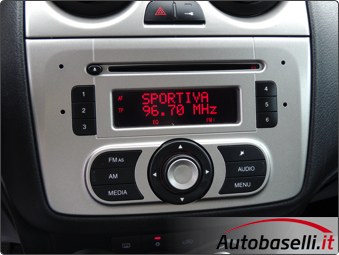 SPORTIVA
96.70 MHz
1
2
3
4
5
6
FM AS
AM
MEDIA
AUDIO
MENU
Autobaselli.it